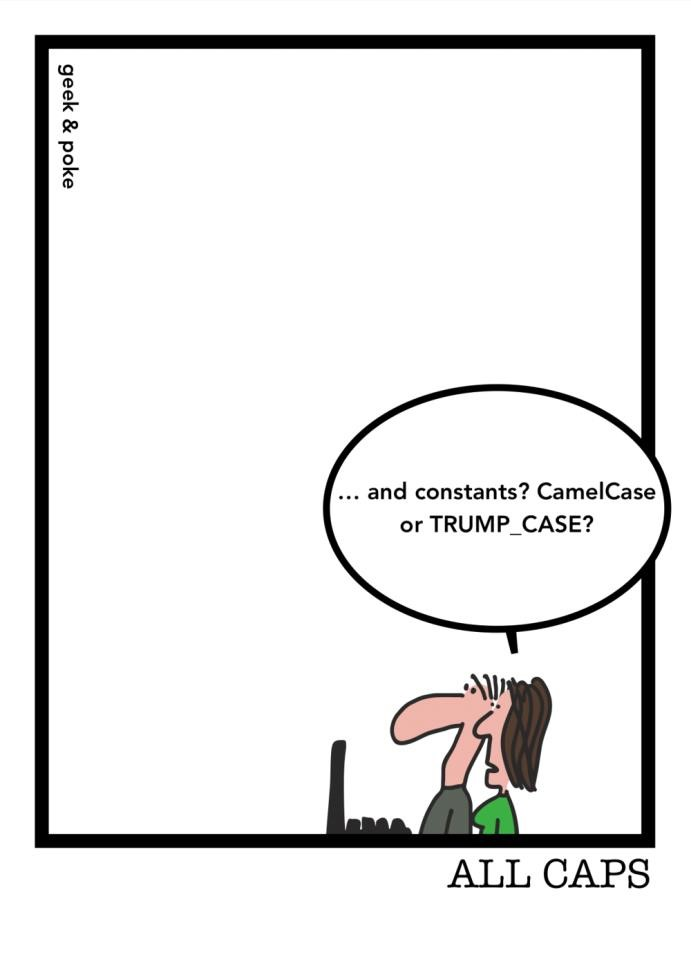 geek & poke
... and constants? CamelCase
or TRUMP_CASE?
ALL CAPS